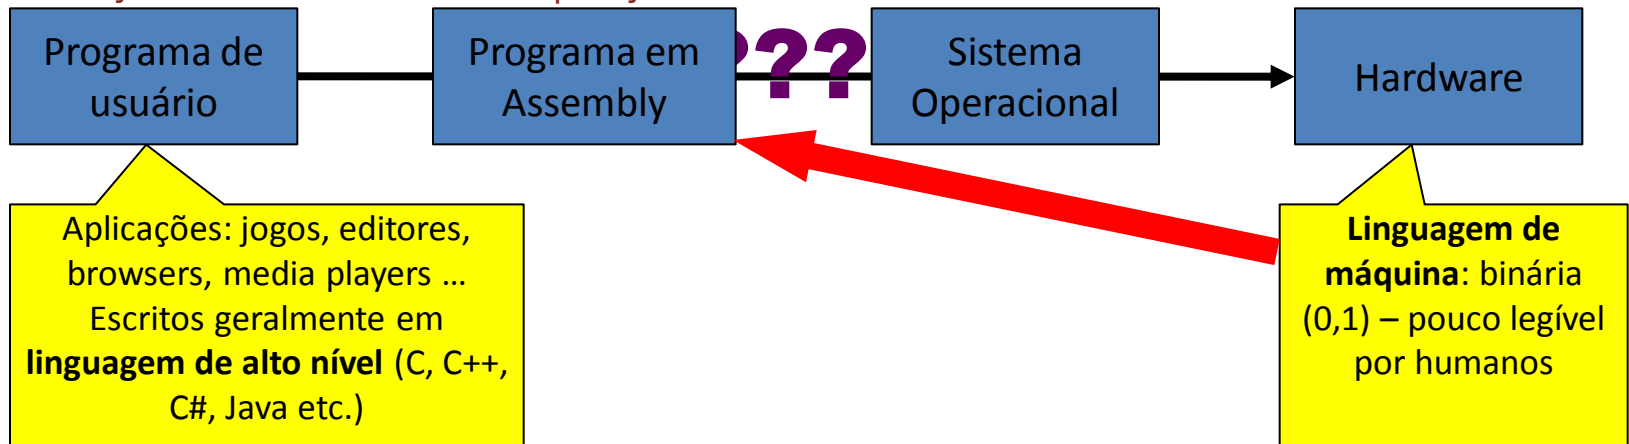 Programa de
usuário
Programa em
Assembly
???
Sistema
Operacional
Hardware
Aplicações: jogos, editores,
browsers, media players ...
Escritos geralmente em
linguagem de alto nível (C, C++,
C#, Java etc.)
Linguagem de
máquina: binária
(0,1) – pouco legível
por humanos